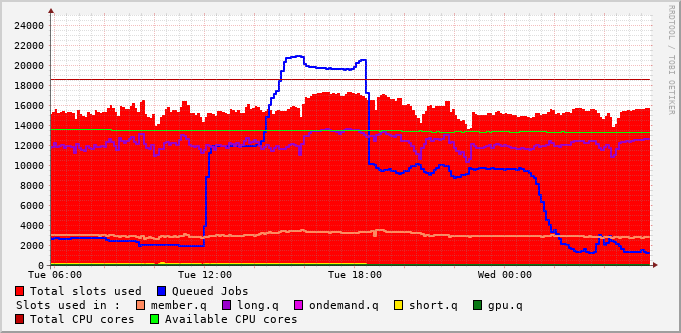 24000
22000
20000
18000
16000
14000
12000
10000
8000
6000
4000
2000
0
Tue 06:00 Tue 12:00 Tue 18:00 Wed 00:00
RRDTOOL / TOBI OETIKER
Total slots used Queued Jobs
Slots used in : member.q long.q ondemand.q short.q gpu.q
Total CPU cores Available CPU cores